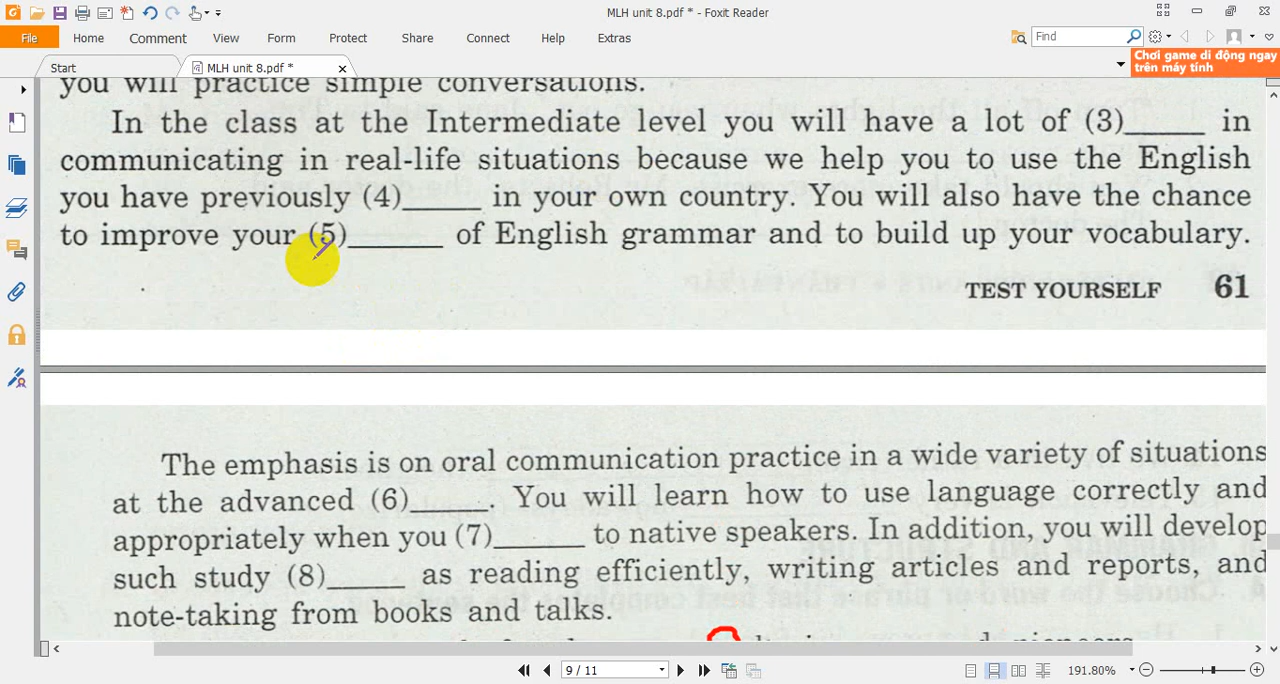 MLH unit 8.pdf * - Foxit Reader
File Home Comment View Form Protect Share Connect Help Extras Find
Chơi game di động ngay
trên máy tính
Start MLH unit 8.pdf *
you will practice simple conversations.
In the class at the Intermediate level you will have a lot of (3)_____ in
communicating in real-life situations because we help you to use the English
you have previously (4)_____ in your own country. You will also have the chance
to improve your (5)______ of English grammar and to build up your vocabulary.
TEST YOURSELF 61
The emphasis is on oral communication practice in a wide variety of situations
at the advanced (6)_____. You will learn how to use language correctly and
appropriately when you (7)______ to native speakers. In addition, you will develop
such study (8)_____ as reading efficiently, writing articles and reports, and
note-taking from books and talks.
9 / 11 191.80%